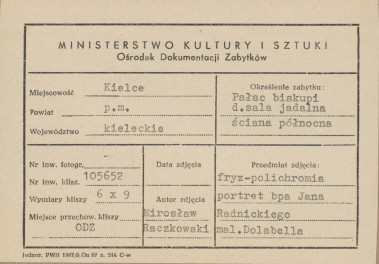 MINISTERSTWO KULTURY I SZTUKI
Ośrodek Dokumentacji Zabytków
Miejscowość Kielce
Powiat p.m.
Województwo kieleckie
Określenie zabytku:
Pałac biskupi
d.sala jadalna
ściana północna
Nr inw. fotogr.
Nr inw. klisz. 105652
Wymiary kliszy 6 x 9
Miejsce przechow. kliszy
ODZ
Data zdjęcia
Autor zdjęcia
Mirosław
Raczkowski
Przedmiot zdjęcia:
fryz-polichromia
portret bpa Jana
Radnickiego
mal.Dolabella